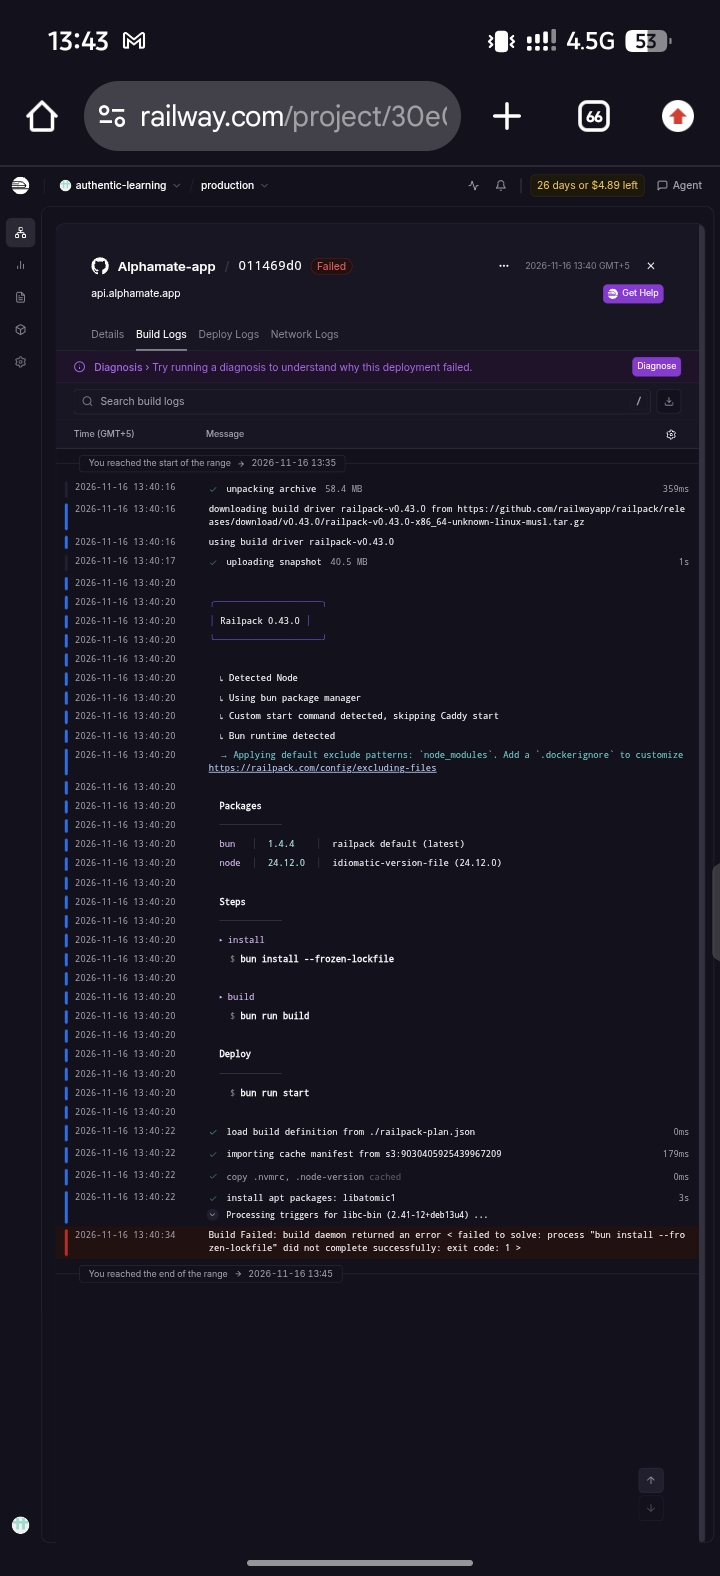 13:43
4.5G 53
railway.com/project/30e(
66
authentic-learning / production
26 days or $4.89 left
Agent
Alphamate-app / 011469d0 Failed
2026-11-16 13:40 GMT+5
api.alphamate.app
Get Help
Details Build Logs Deploy Logs Network Logs
Diagnosis › Try running a diagnosis to understand why this deployment failed.
Diagnose
Search build logs /
Time (GMT+5) Message
You reached the start of the range → 2026-11-16 13:35
2026-11-16 13:40:16 ✓ unpacking archive 58.4 MB 359ms
2026-11-16 13:40:16 downloading build driver railpack-v0.43.0 from https://github.com/railwayapp/railpack/rele
ases/download/v0.43.0/railpack-v0.43.0-x86_64-unknown-linux-musl.tar.gz
2026-11-16 13:40:16 using build driver railpack-v0.43.0
2026-11-16 13:40:17 ✓ uploading snapshot 40.5 MB 1s
2026-11-16 13:40:20
2026-11-16 13:40:20
2026-11-16 13:40:20 │ Railpack 0.43.0 │
2026-11-16 13:40:20
2026-11-16 13:40:20
2026-11-16 13:40:20 ↳ Detected Node
2026-11-16 13:40:20 ↳ Using bun package manager
2026-11-16 13:40:20 ↳ Custom start command detected, skipping Caddy start
2026-11-16 13:40:20 ↳ Bun runtime detected
2026-11-16 13:40:20 → Applying default exclude patterns: `node_modules`. Add a `.dockerignore` to customize
https://railpack.com/config/excluding-files
2026-11-16 13:40:20
2026-11-16 13:40:20 Packages
2026-11-16 13:40:20 ──────────
2026-11-16 13:40:20 bun │ 1.4.4 │ railpack default (latest)
2026-11-16 13:40:20 node │ 24.12.0 │ idiomatic-version-file (24.12.0)
2026-11-16 13:40:20
2026-11-16 13:40:20 Steps
2026-11-16 13:40:20 ──────────
2026-11-16 13:40:20 ▸ install
2026-11-16 13:40:20 $ bun install --frozen-lockfile
2026-11-16 13:40:20
2026-11-16 13:40:20 ▸ build
2026-11-16 13:40:20 $ bun run build
2026-11-16 13:40:20
2026-11-16 13:40:20 Deploy
2026-11-16 13:40:20 ──────────
2026-11-16 13:40:20 $ bun run start
2026-11-16 13:40:20
2026-11-16 13:40:22 ✓ load build definition from ./railpack-plan.json 0ms
2026-11-16 13:40:22 ✓ importing cache manifest from s3:9030405925439967209 179ms
2026-11-16 13:40:22 ✓ copy .nvmrc, .node-version cached 0ms
2026-11-16 13:40:22 ✓ install apt packages: libatomic1 3s
Processing triggers for libc-bin (2.41-12+deb13u4) ...
2026-11-16 13:40:34 Build Failed: build daemon returned an error < failed to solve: process "bun install --fro
zen-lockfile" did not complete successfully: exit code: 1 >
You reached the end of the range → 2026-11-16 13:45